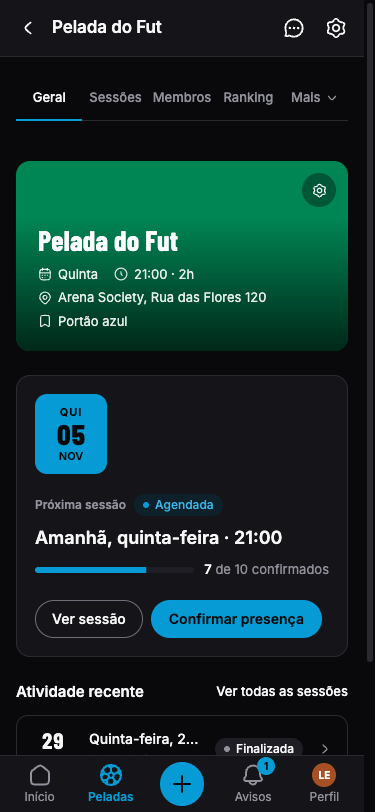 Pelada do Fut
Geral Sessões Membros Ranking Mais
Pelada do Fut
Quinta 21:00 · 2h
Arena Society, Rua das Flores 120
Portão azul
QUI
05
NOV
Próxima sessão Agendada
Amanhã, quinta-feira · 21:00
7 de 10 confirmados
Ver sessão Confirmar presença
Atividade recente Ver todas as sessões
29 Quinta-feira, 2... Finalizada
1
Início Peladas Avisos Perfil
LE